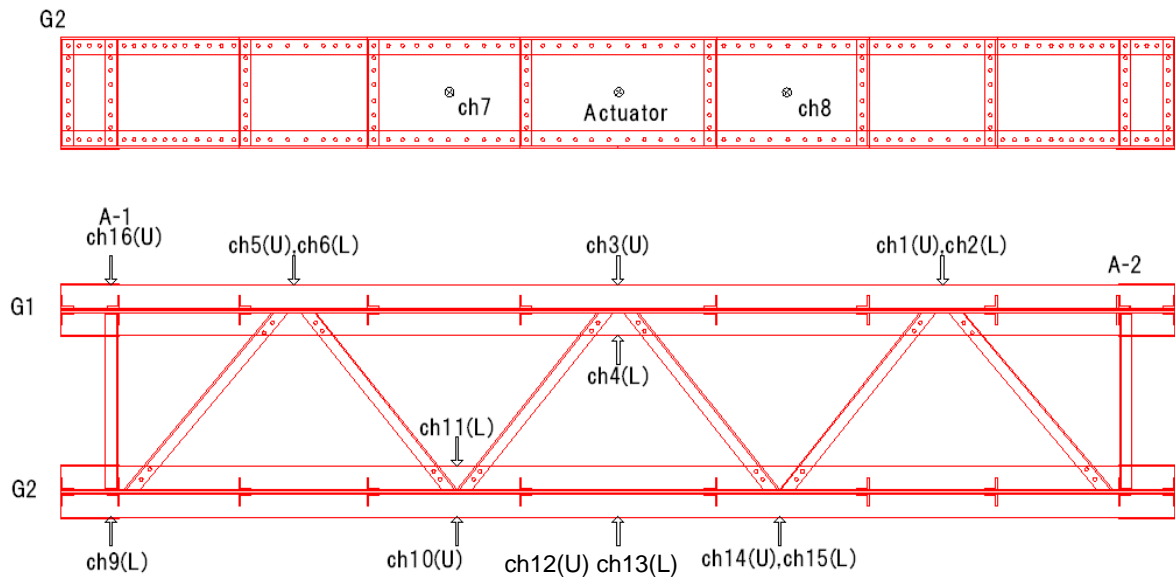 G2
ch7
Actuator
ch8
A-1
ch16(U)
ch5(U),ch6(L)
ch3(U)
ch1(U),ch2(L)
A-2
G1
ch4(L)
ch11(L)
G2
ch9(L)
ch10(U)
ch12(U) ch13(L)
ch14(U),ch15(L)